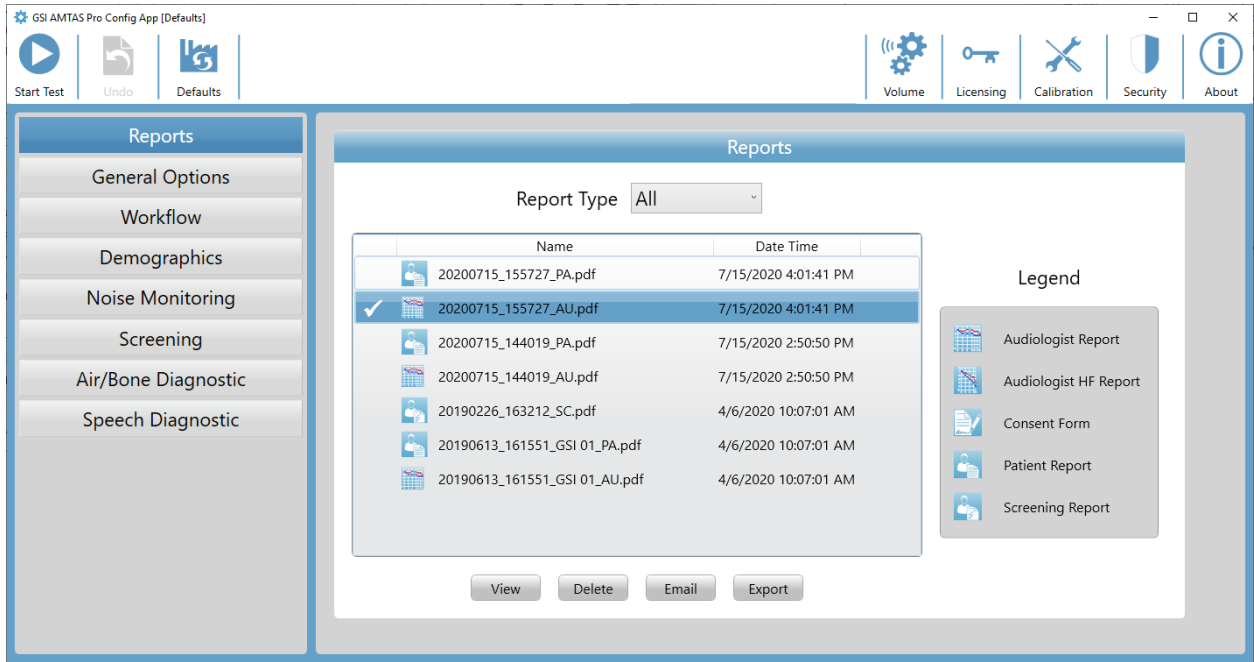 GSI AMTAS Pro Config App [Defaults]
Start Test
Undo
Defaults
Volume
Licensing
Calibration
Security
About
Reports
General Options
Workflow
Demographics
Noise Monitoring
Screening
Air/Bone Diagnostic
Speech Diagnostic
Reports
Report Type All
Name Date Time
20200715_155727_PA.pdf 7/15/2020 4:01:41 PM
20200715_155727_AU.pdf 7/15/2020 4:01:41 PM
20200715_144019_PA.pdf 7/15/2020 2:50:50 PM
20200715_144019_AU.pdf 7/15/2020 2:50:50 PM
20190226_163212_SC.pdf 4/6/2020 10:07:01 AM
20190613_161551_GSI 01_PA.pdf 4/6/2020 10:07:01 AM
20190613_161551_GSI 01_AU.pdf 4/6/2020 10:07:01 AM
Legend
Audiologist Report
Audiologist HF Report
Consent Form
Patient Report
Screening Report
View
Delete
Email
Export